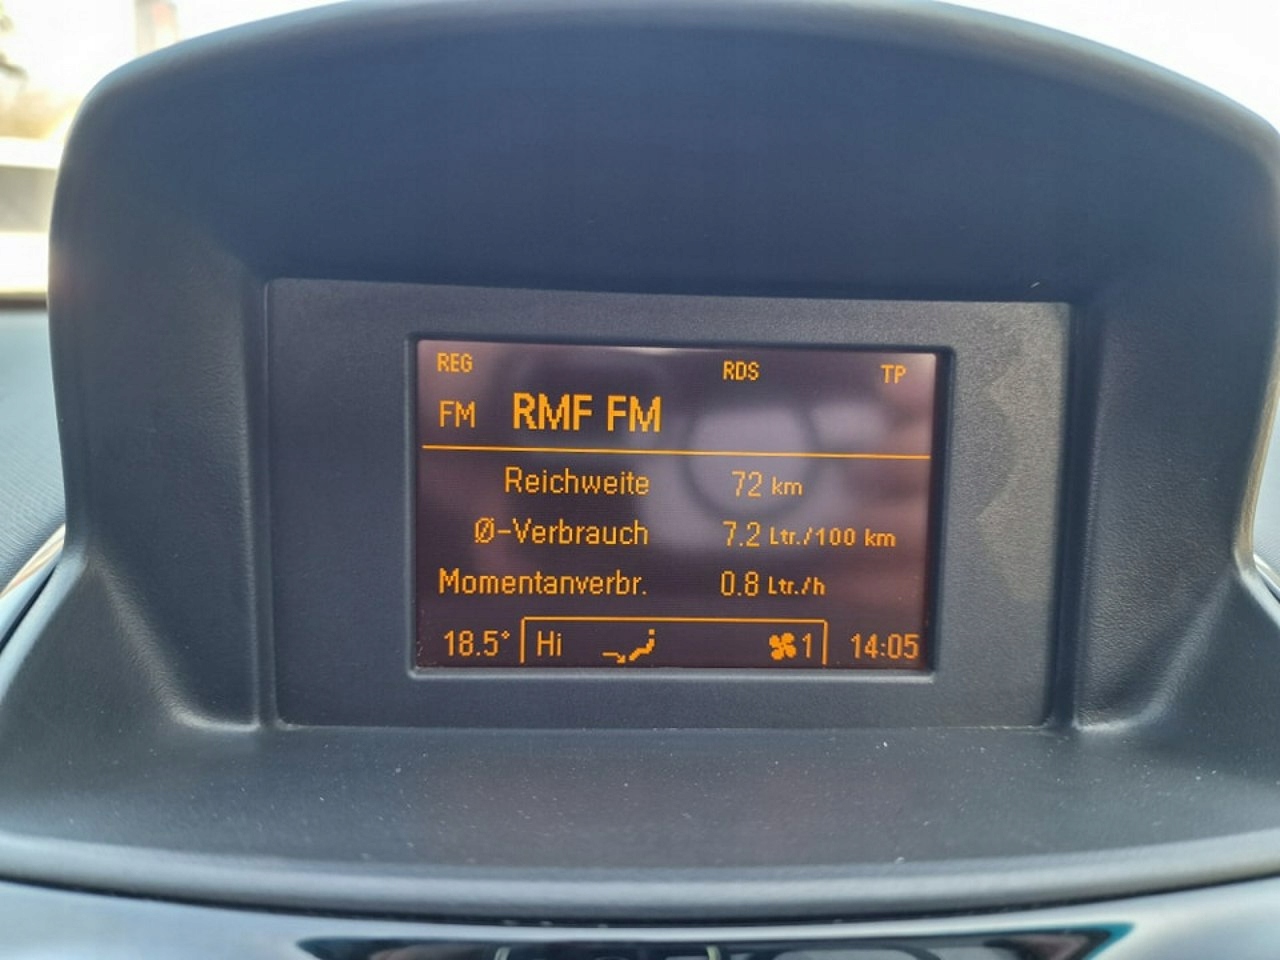 REG RDS TP
FM RMF FM
Reichweite 72 km
Ø-Verbrauch 7.2 Ltr./100 km
Momentanverbr. 0.8 Ltr./h
18.5° Hi 1 14:05